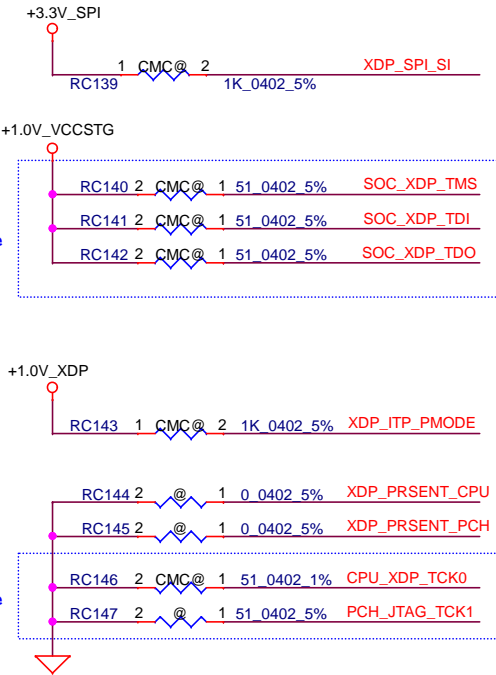 +3.3V_SPI
1 CMC@ 2 XDP_SPI_SI
RC139 1K_0402_5%
+1.0V_VCCSTG
RC140 2 CMC@ 1 51_0402_5% SOC_XDP_TMS
RC141 2 CMC@ 1 51_0402_5% SOC_XDP_TDI
e
RC142 2 CMC@ 1 51_0402_5% SOC_XDP_TDO
+1.0V_XDP
RC143 1 CMC@ 2 1K_0402_5% XDP_ITP_PMODE
RC144 2 @ 1 0_0402_5% XDP_PRSENT_CPU
RC145 2 @ 1 0_0402_5% XDP_PRSENT_PCH
RC146 2 CMC@ 1 51_0402_1% CPU_XDP_TCK0
e
RC147 2 @ 1 51_0402_5% PCH_JTAG_TCK1